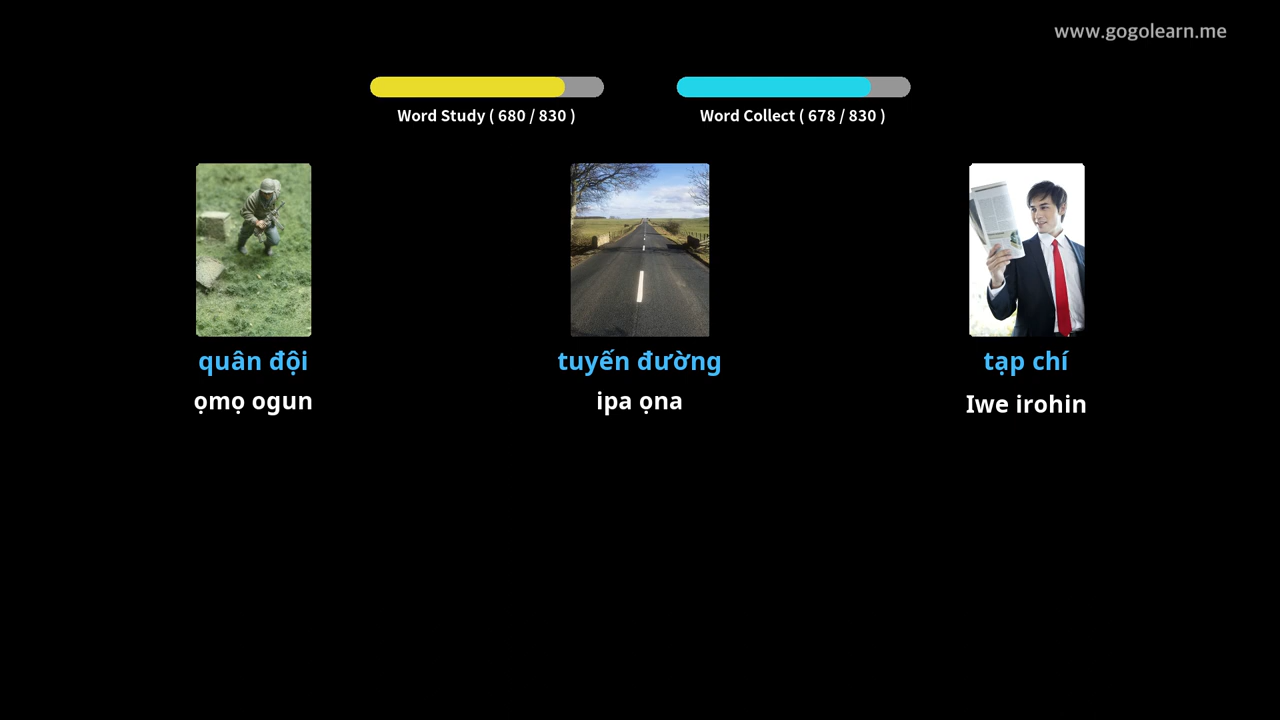 www.gogolearn.me
Word Study ( 680 / 830 )
Word Collect ( 678 / 830 )
quân đội
ọmọ ogun
tuyến đường
ipa ọna
tạp chí
Iwe irohin